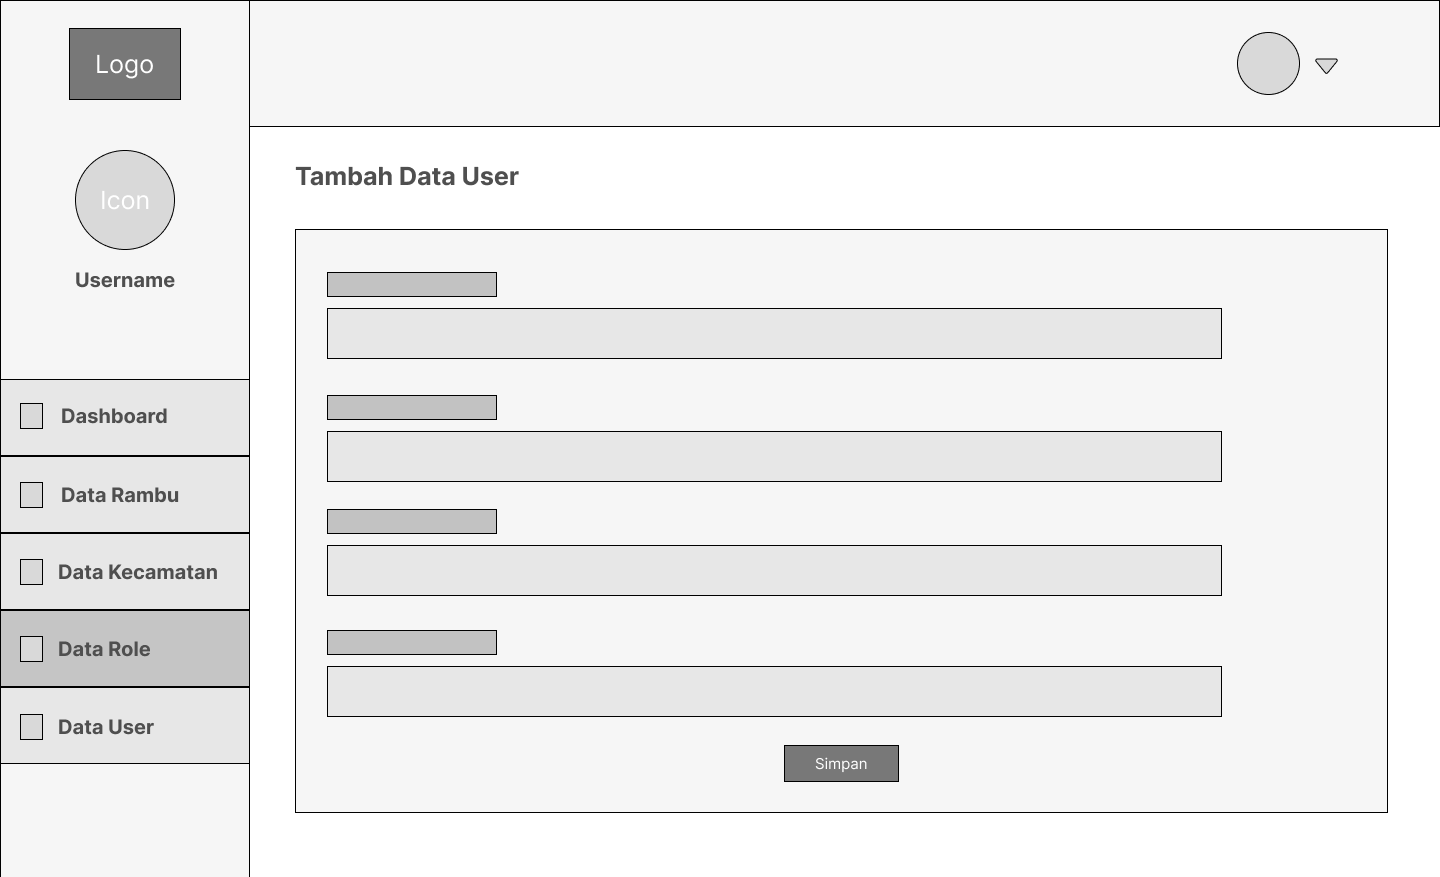 Logo
Icon
Username
Dashboard
Data Rambu
Data Kecamatan
Data Role
Data User
Tambah Data User
Simpan